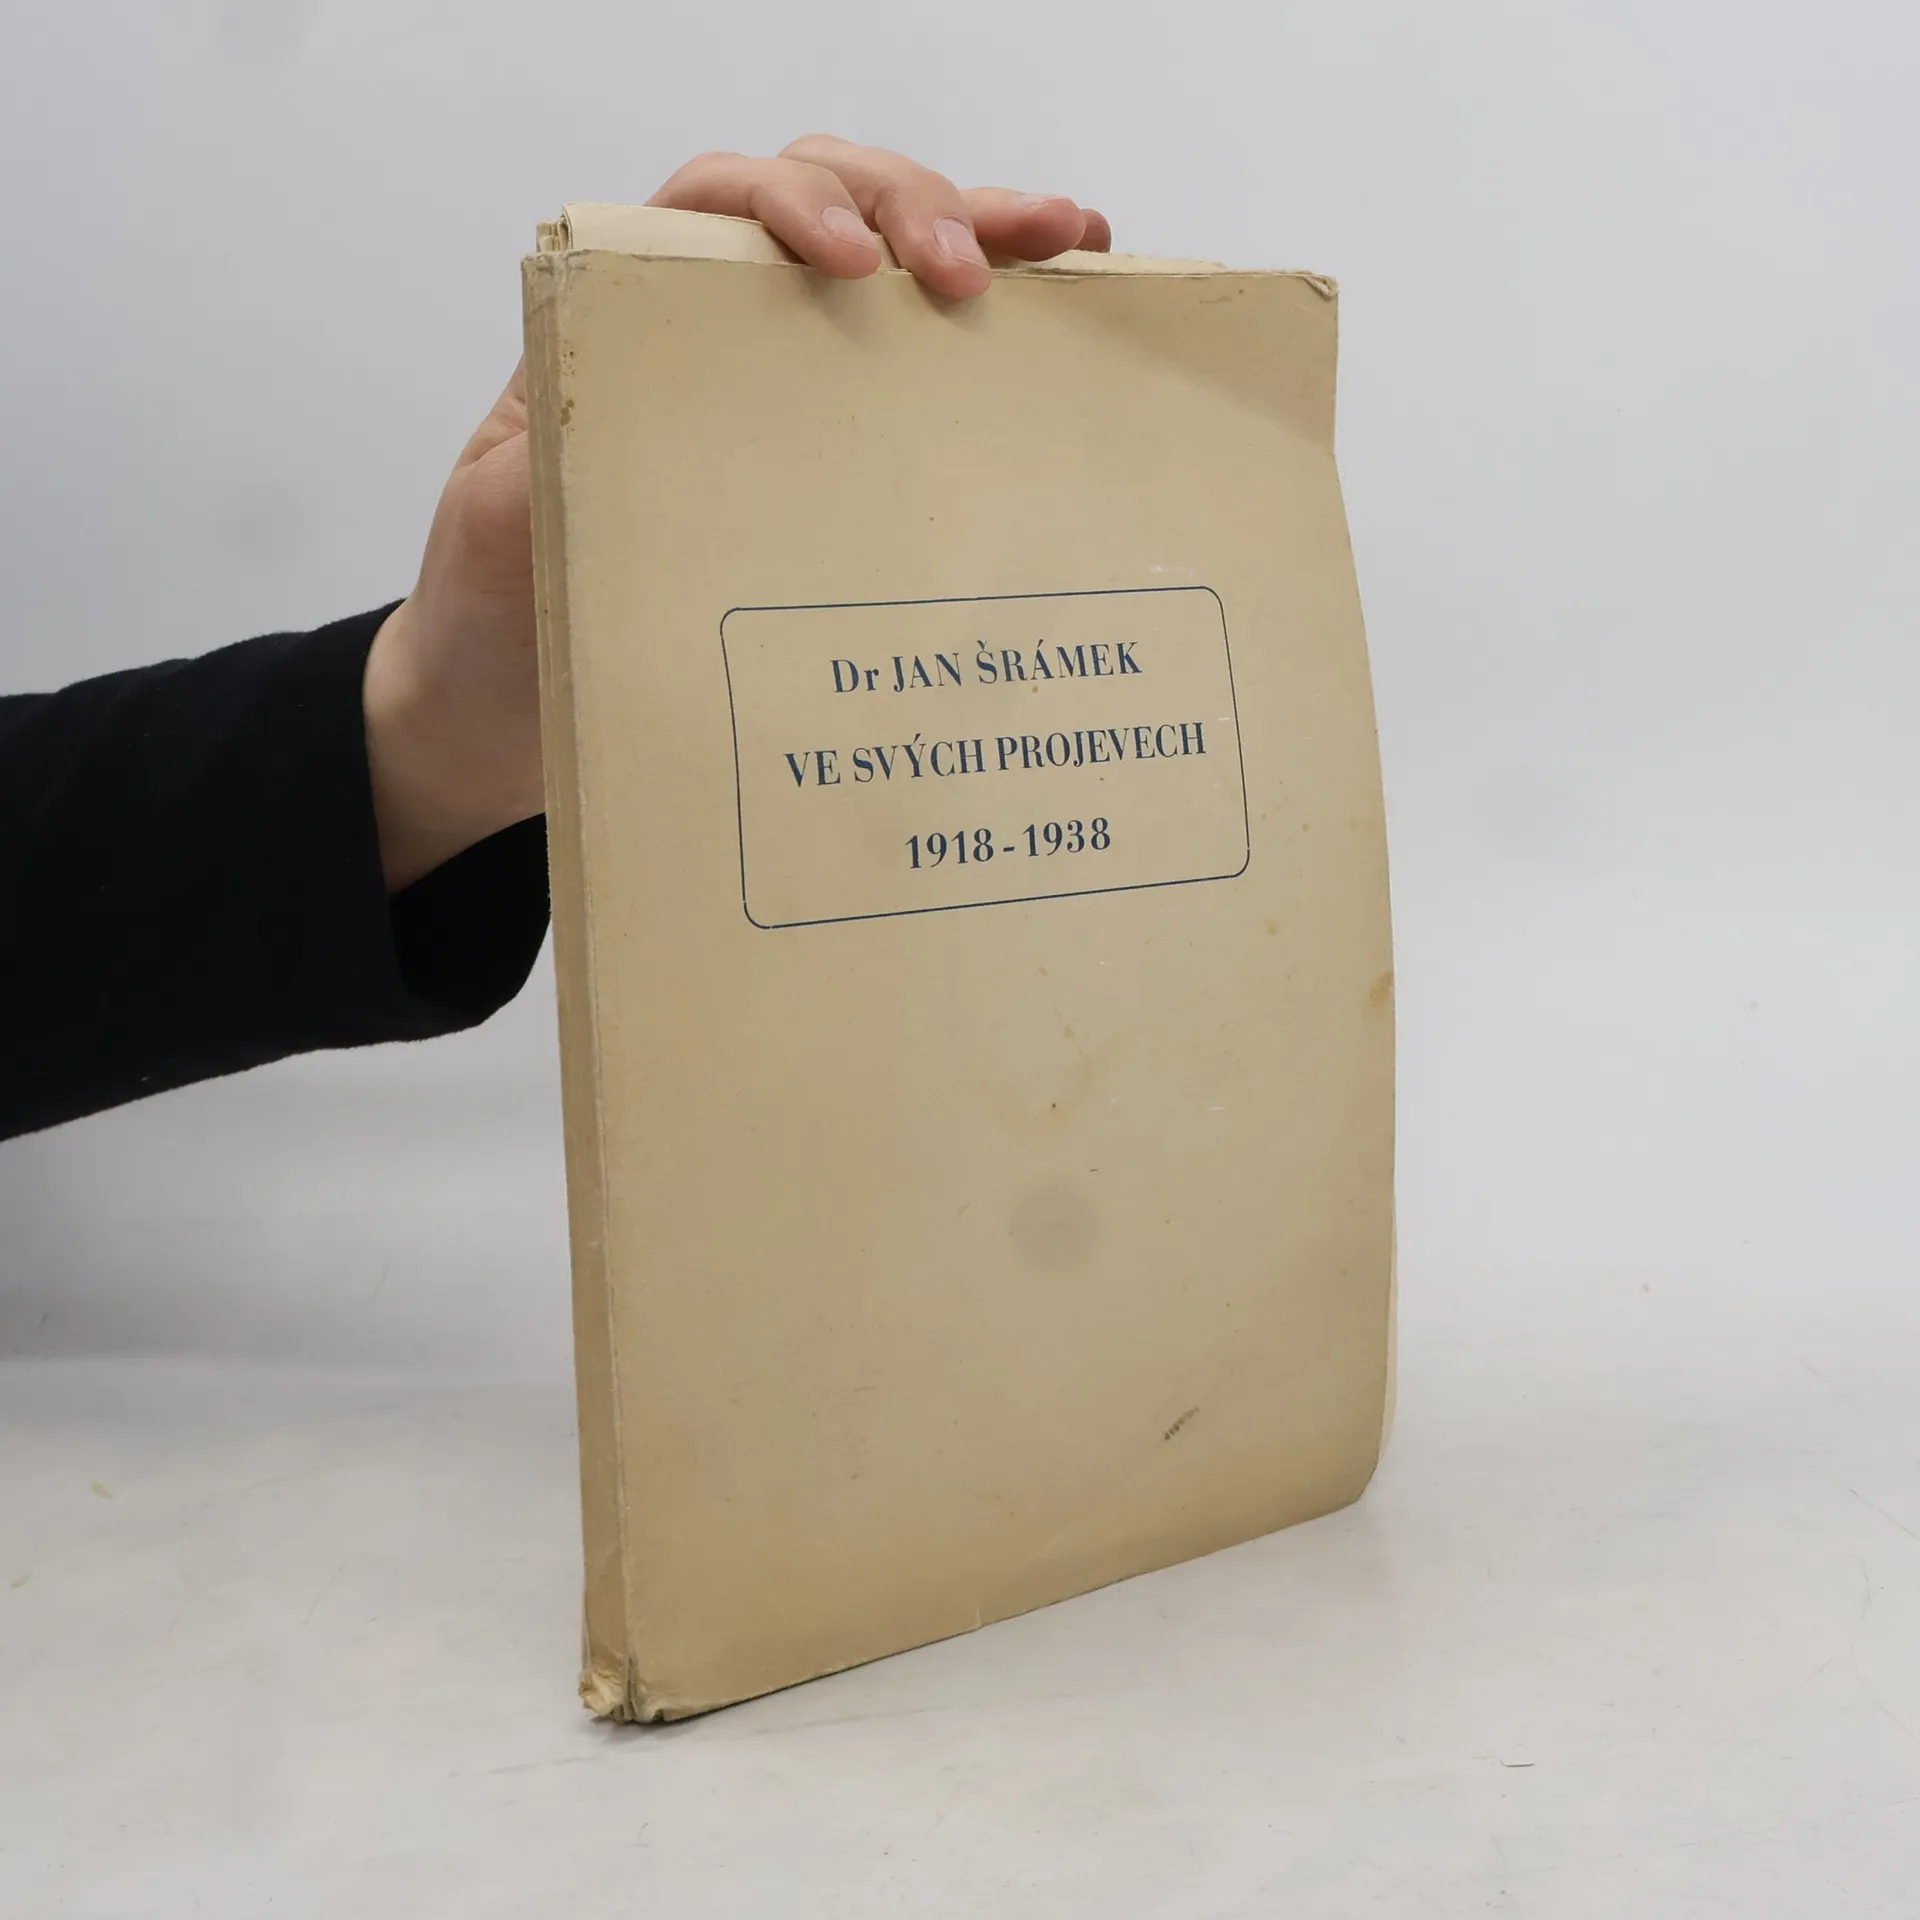 Dr JAN ŠRÁMEK
VE SVÝCH PROJEVECH
1918-1938